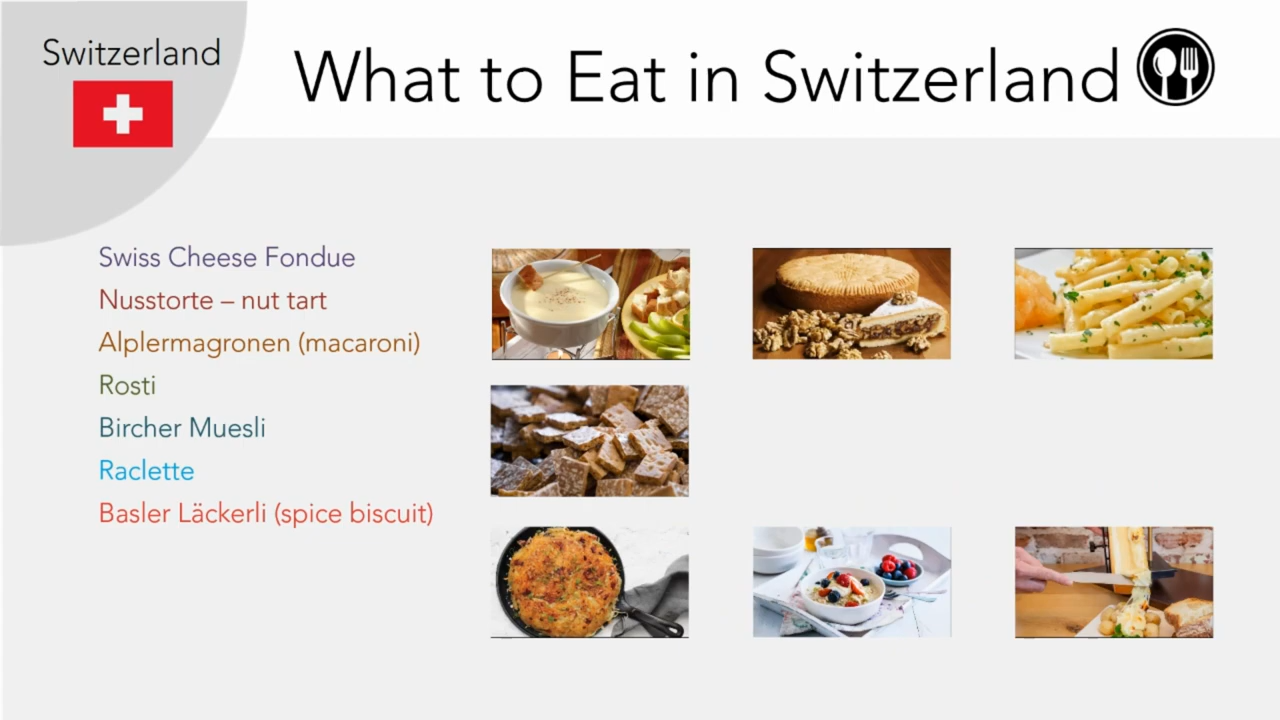 Switzerland
What to Eat in Switzerland
Swiss Cheese Fondue
Nusstorte – nut tart
Alplermagronen (macaroni)
Rosti
Bircher Muesli
Raclette
Basler Läckerli (spice biscuit)